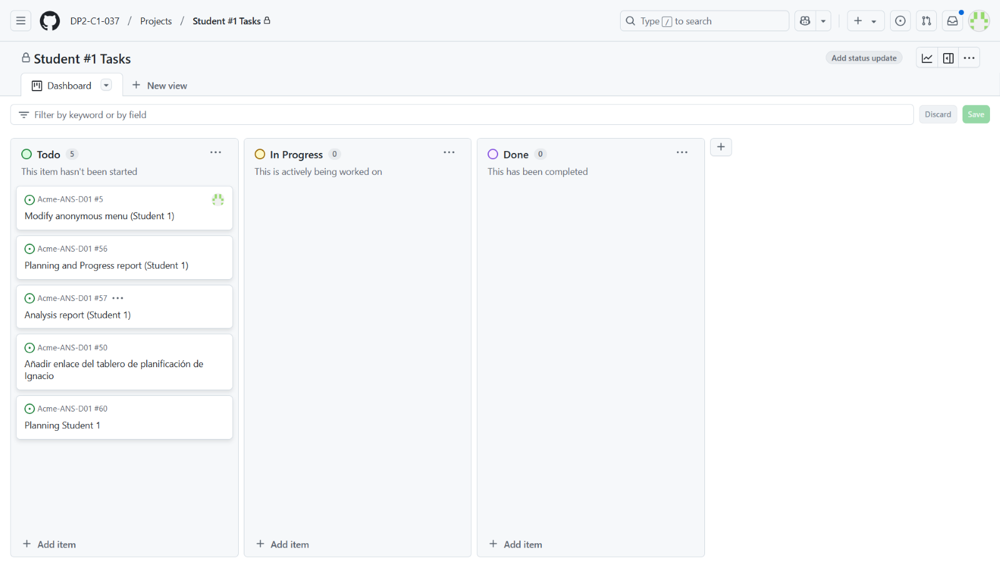 DP2-C1-037 / Projects / Student #1 Tasks
Type / to search
Student #1 Tasks
Add status update
Dashboard
New view
Filter by keyword or by field
Discard
Save
Todo 5
This item hasn't been started
Acme-ANS-D01 #5
Modify anonymous menu (Student 1)
Acme-ANS-D01 #56
Planning and Progress report (Student 1)
Acme-ANS-D01 #57
Analysis report (Student 1)
Acme-ANS-D01 #50
Añadir enlace del tablero de planificación de
Ignacio
Acme-ANS-D01 #60
Planning Student 1
Add item
In Progress 0
This is actively being worked on
Add item
Done 0
This has been completed
Add item